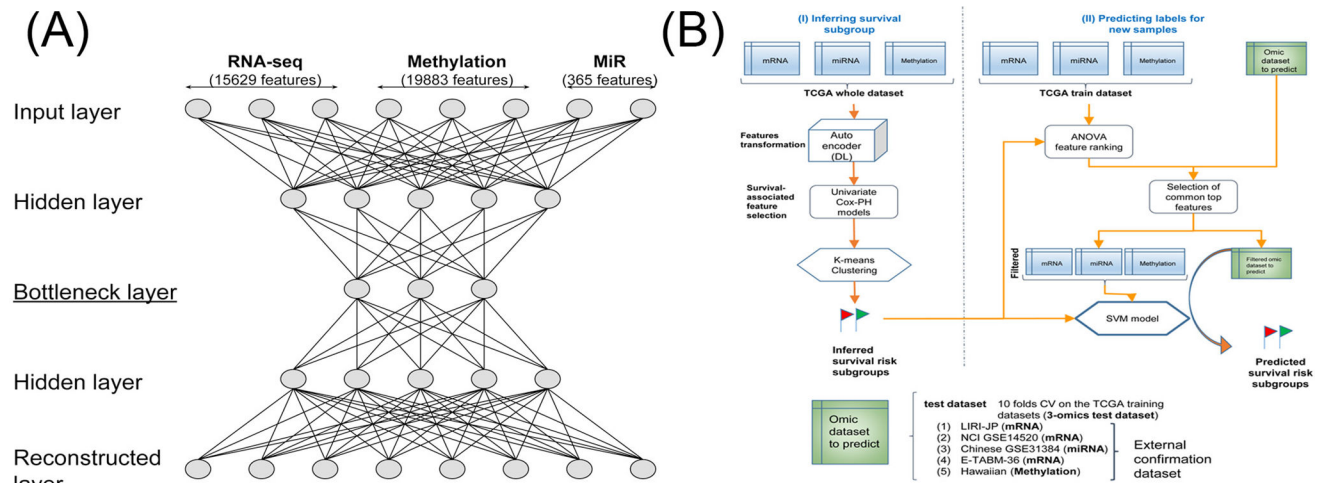 (A)
RNA-seq
(15629 features)
Methylation
(19883 features)
MiR
(365 features)
Input layer
Hidden layer
Bottleneck layer
Hidden layer
Reconstructed
layer
(B)
(I) Inferring survival
subgroup
mRNA
miRNA
Methylation
TCGA whole dataset
Features
transformation
Auto
encoder
(DL)
Survival-
associated
feature
selection
Univariate
Cox-PH
models
K-means
Clustering
Inferred
survival risk
subgroups
(II) Predicting labels for
new samples
mRNA
miRNA
Methylation
Omic
dataset
to predict
TCGA train dataset
ANOVA
feature ranking
Selection of
common top
features
Filtered
mRNA
miRNA
Methylation
Filtered omic
dataset to
predict
SVM model
Predicted
survival risk
subgroups
Omic
dataset
to predict
test dataset 10 folds CV on the TCGA training
datasets (3-omics test dataset)
(1) LIRI-JP (mRNA)
(2) NCI GSE14520 (mRNA)
(3) Chinese GSE31384 (miRNA)
(4) E-TABM-36 (mRNA)
(5) Hawaiian (Methylation)
External
confirmation
dataset